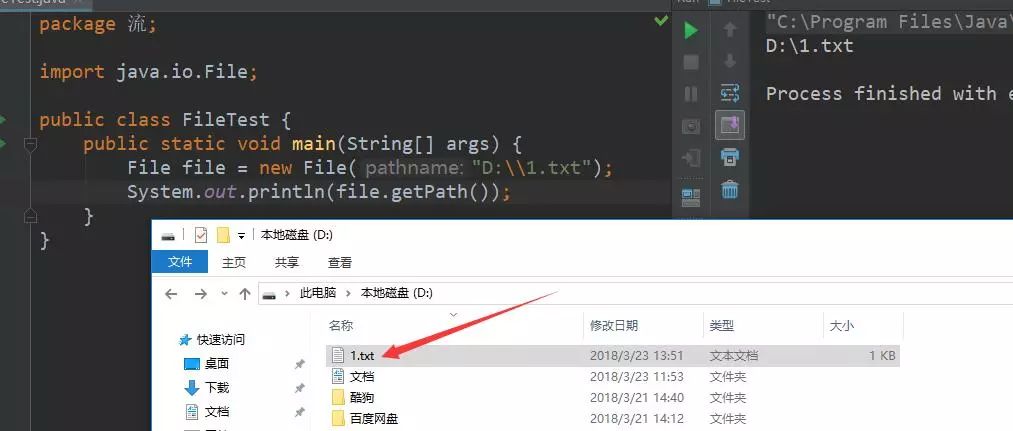 package 流;
import java.io.File;
public class FileTest {
public static void main(String[] args) {
File file = new File( pathname: "D:\\1.txt");
System.out.println(file.getPath());
}
}
"C:\Program Files\Java\
D:\1.txt
Process finished with e
本地磁盘 (D:)
文件 主页 共享 查看
此电脑 本地磁盘 (D:)
名称 修改日期 类型 大小
快速访问
桌面
下载
文档
1.txt 2018/3/23 13:51 文本文档 1 KB
文档 2018/3/23 11:53 文件夹
酷狗 2018/3/21 14:40 文件夹
百度网盘 2018/3/21 14:12 文件夹